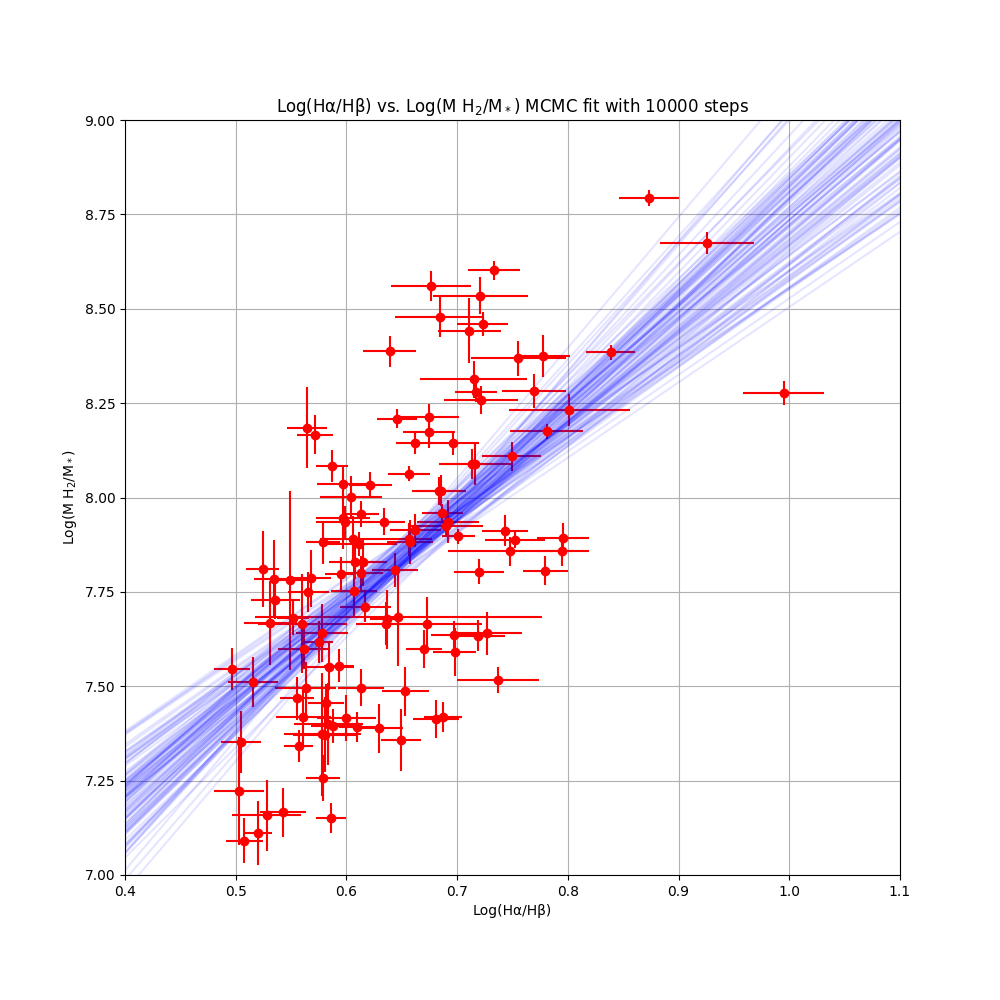 Log(Hα/Hβ) vs. Log(M H₂/M*) MCMC fit with 10000 steps
9.00
8.75
8.50
8.25
8.00
7.75
7.50
7.25
7.00
Log(M H₂/M*)
0.4 0.5 0.6 0.7 0.8 0.9 1.0 1.1
Log(Hα/Hβ)